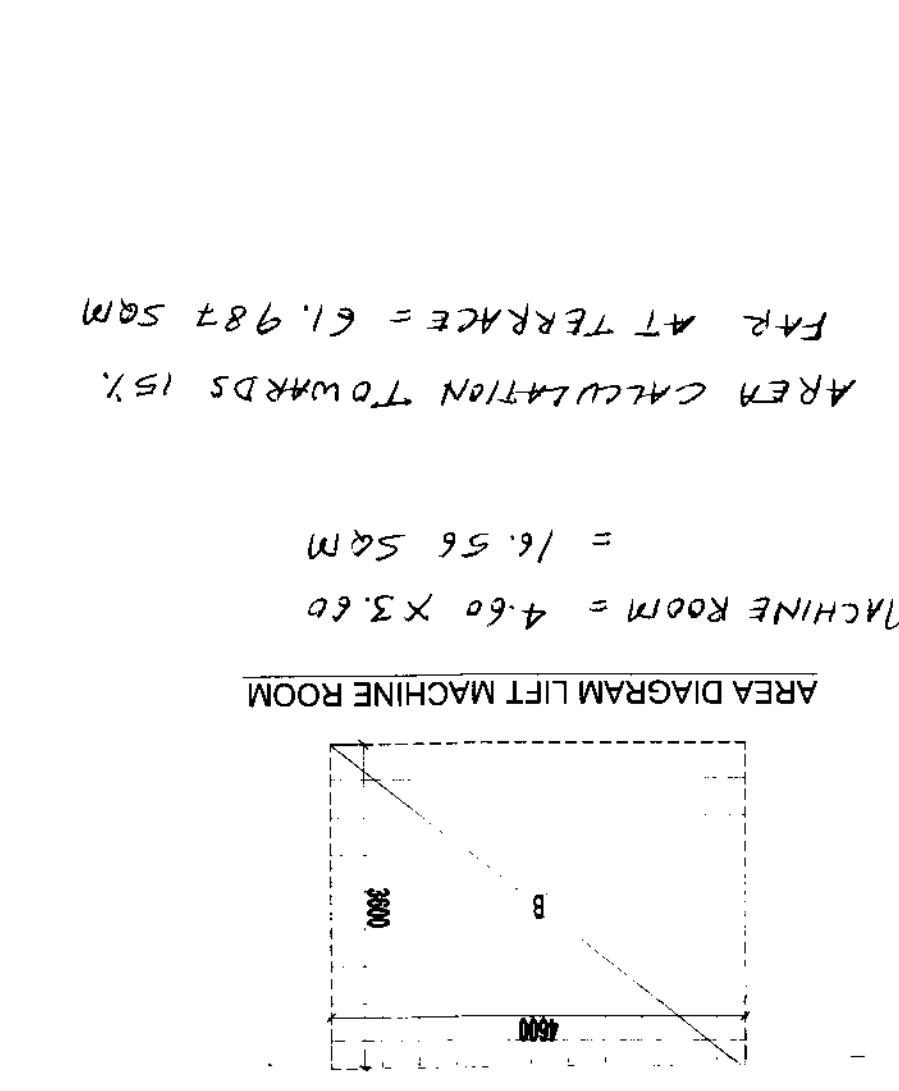 4600
B
3600
AREA DIAGRAM LIFT MACHINE ROOM
MACHINE ROOM = 4.60 X 3.60
= 16.56 SQM
AREA CALCULATION TOWARDS 15%
FAR AT TERRACE = 61.987 SQM